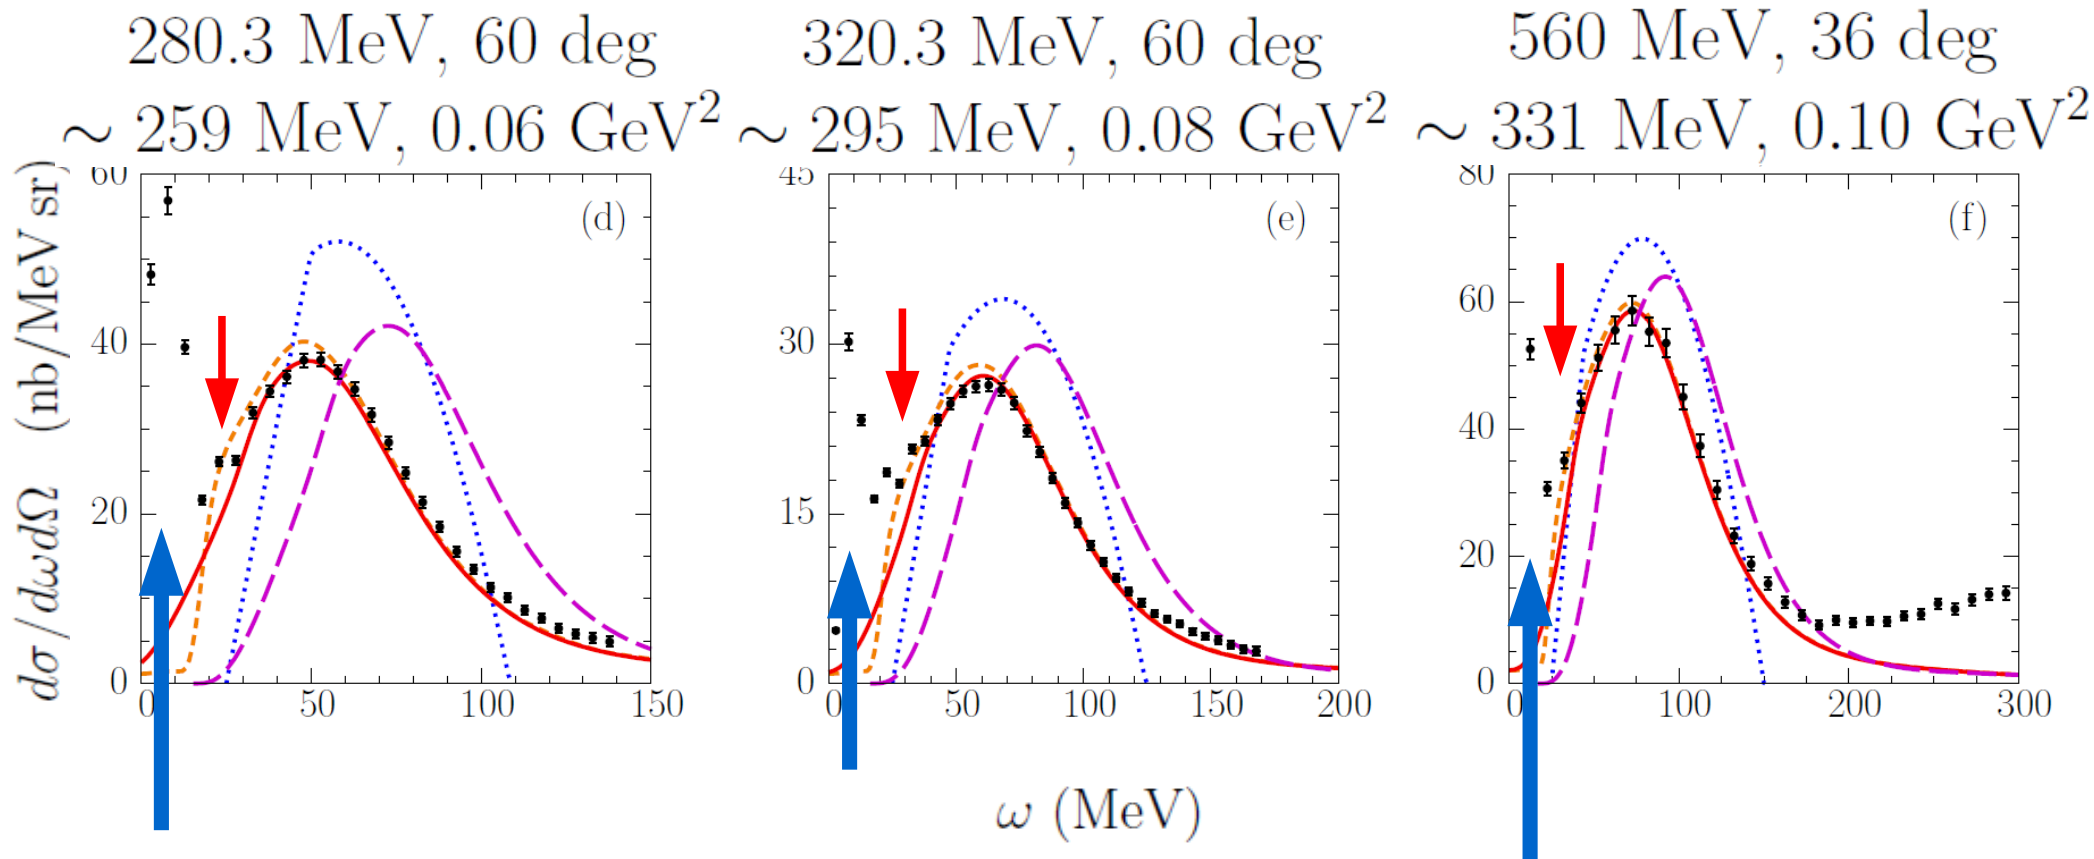 280.3 MeV, 60 deg
~ 259 MeV, 0.06 GeV²
320.3 MeV, 60 deg
~ 295 MeV, 0.08 GeV²
560 MeV, 36 deg
~ 331 MeV, 0.10 GeV²
dσ/dωdΩ (nb/MeV sr)
(d)
60
40
20
0
0 50 100 150
(e)
45
30
15
0
0 50 100 150 200
(f)
80
60
40
20
0
0 100 200 300
ω (MeV)